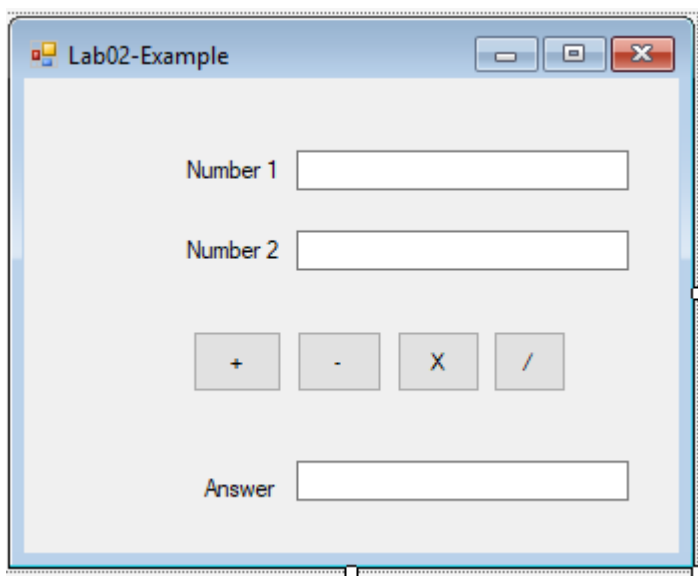 Lab02-Example
Number 1
Number 2
+ - X /
Answer